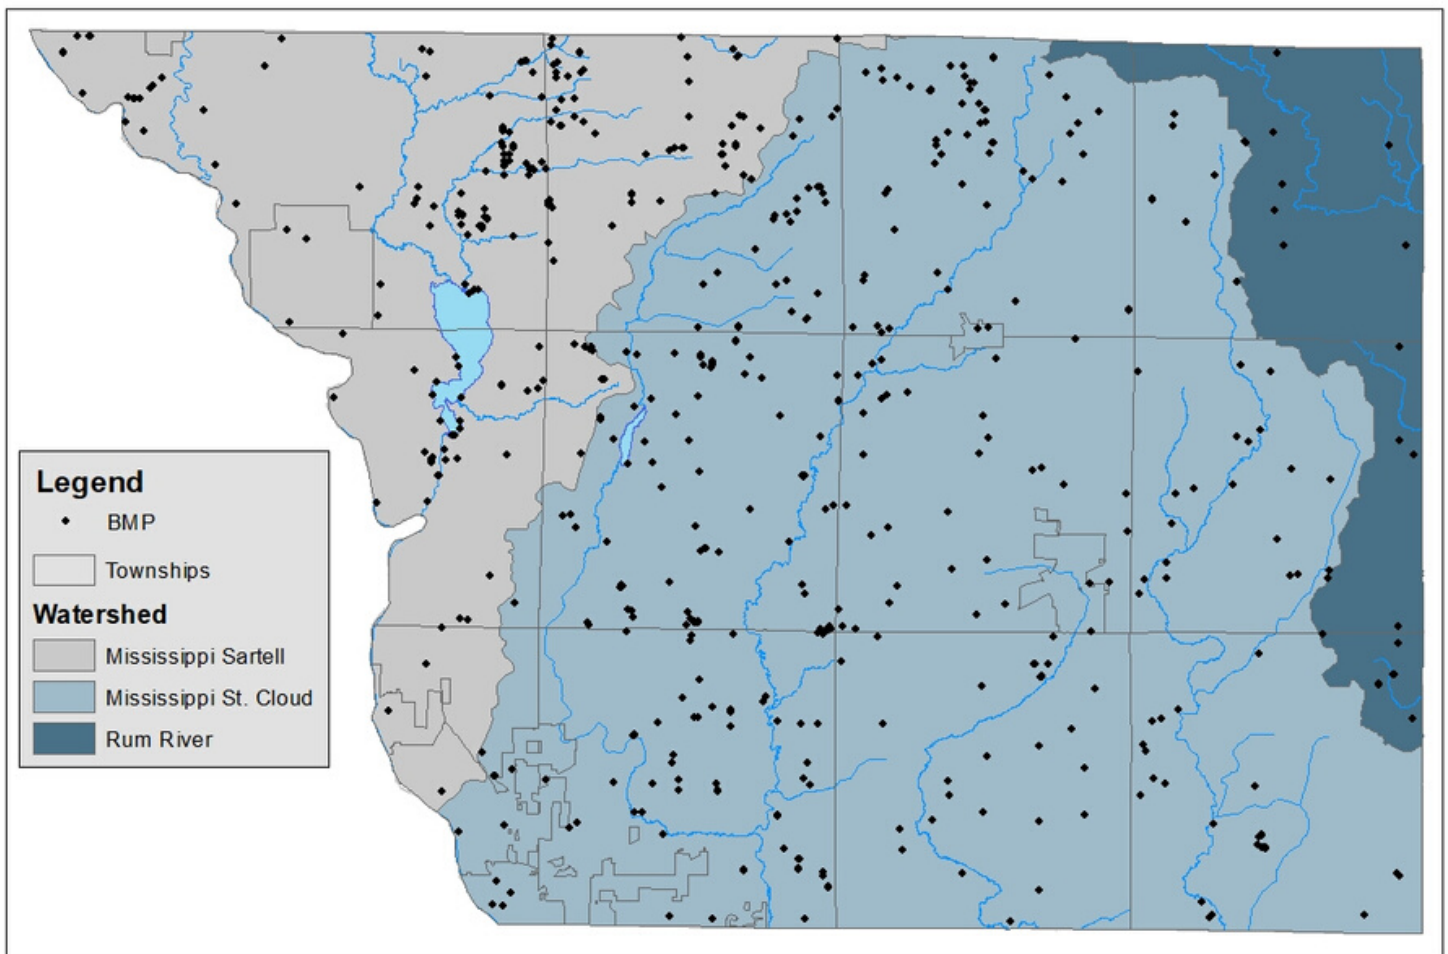 Legend
BMP
Townships
Watershed
Mississippi Sartell
Mississippi St. Cloud
Rum River